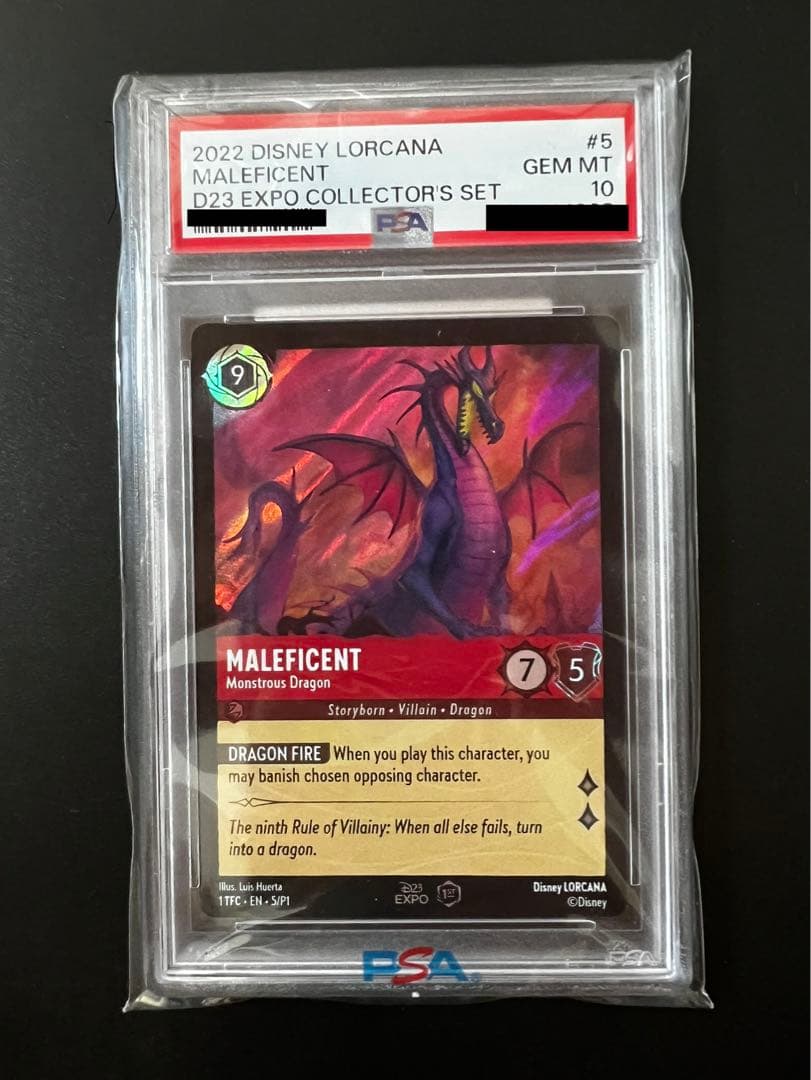 2022 DISNEY LORCANA #5
MALEFICENT GEM MT
D23 EXPO COLLECTOR'S SET 10
PSA
9
MALEFICENT
Monstrous Dragon
7 5
Storyborn • Villain • Dragon
DRAGON FIRE When you play this character, you
may banish chosen opposing character.
The ninth Rule of Villainy: When all else fails, turn
into a dragon.
Illus. Luis Huerta
1TFC • EN • 5/P1
D23
EXPO
1ST
Disney LORCANA
©Disney
PSA
PSA